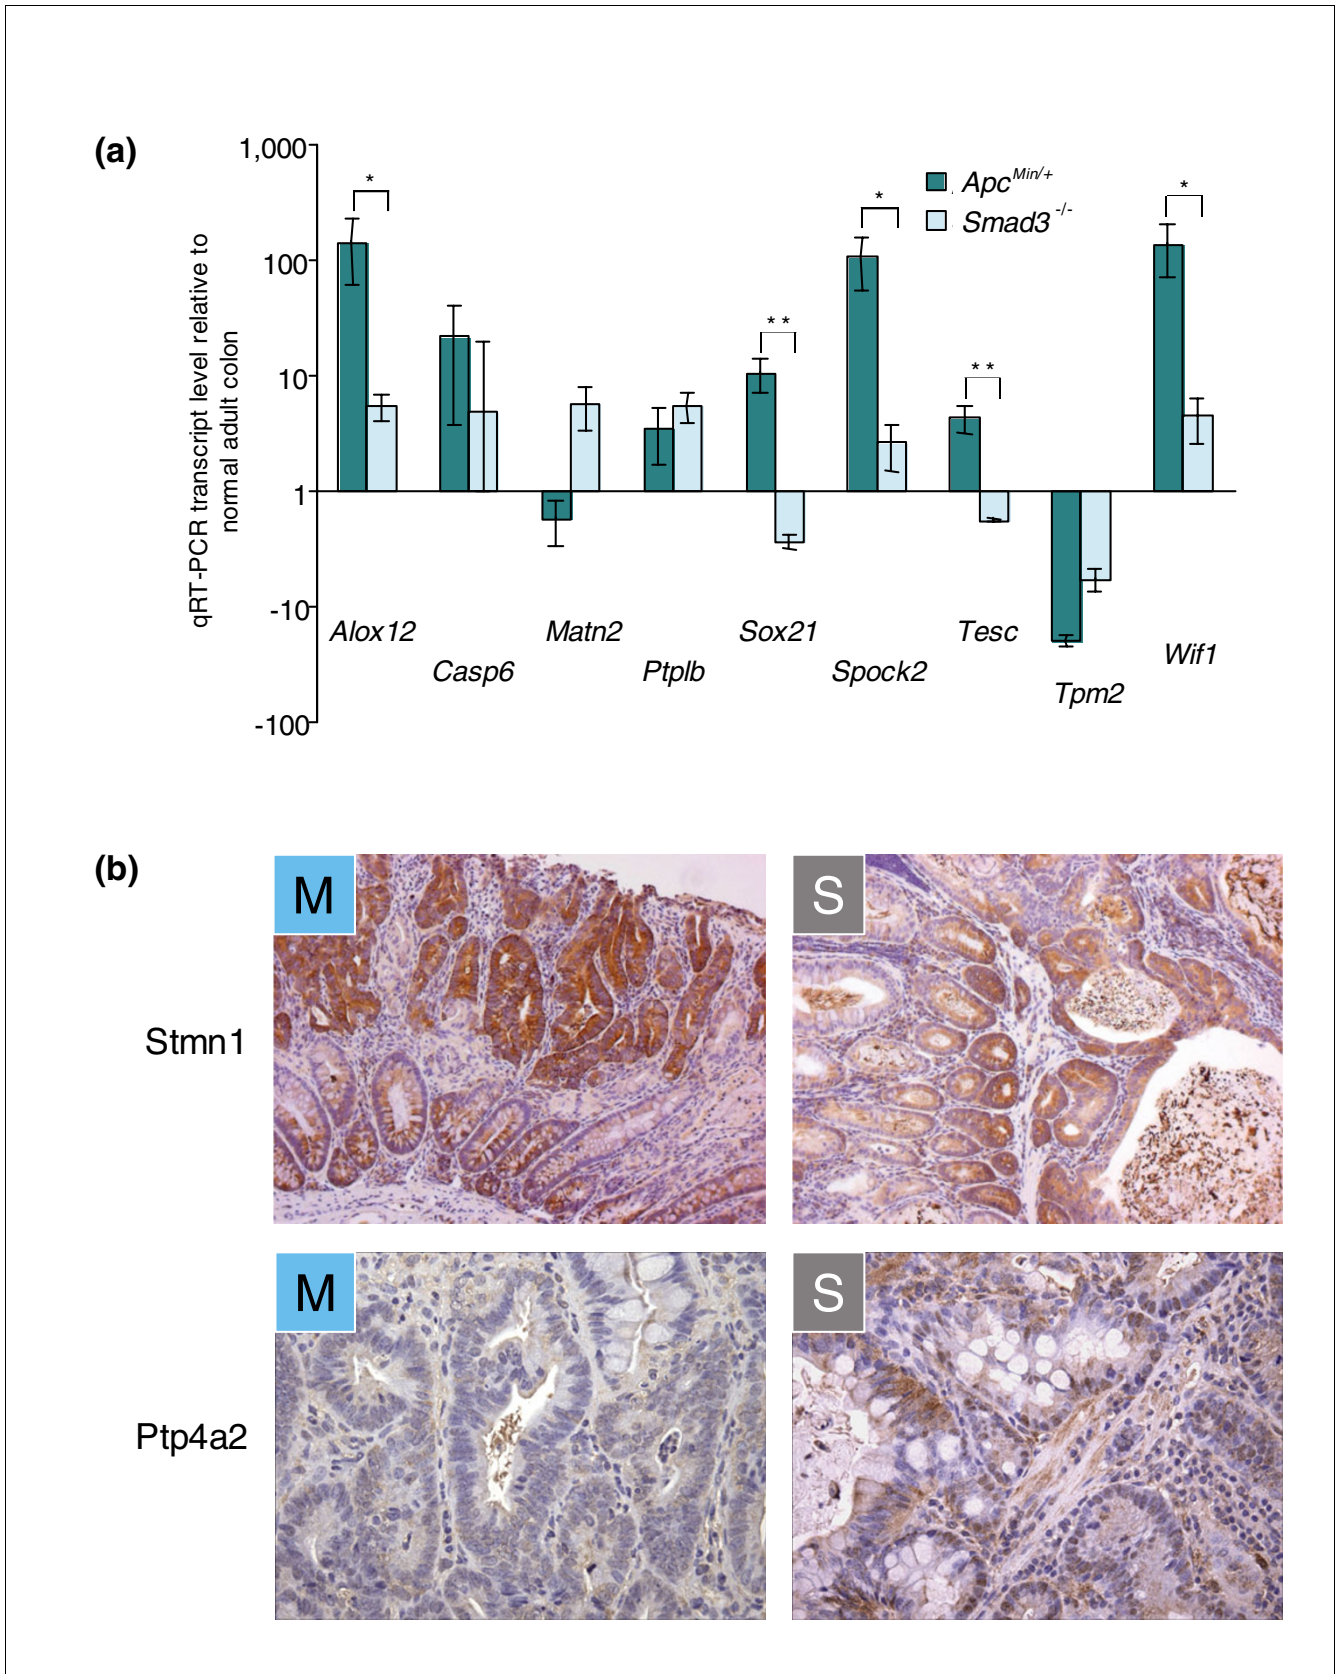 (a)
1,000
100
10
1
-10
-100
qRT-PCR transcript level relative to
normal adult colon
Apc Min/+
Smad3 -/-
*
* *
*
* *
*
Alox12
Casp6
Matn2
Ptplb
Sox21
Spock2
Tesc
Tpm2
Wif1
(b)
M
S
Stmn1
M
S
Ptp4a2